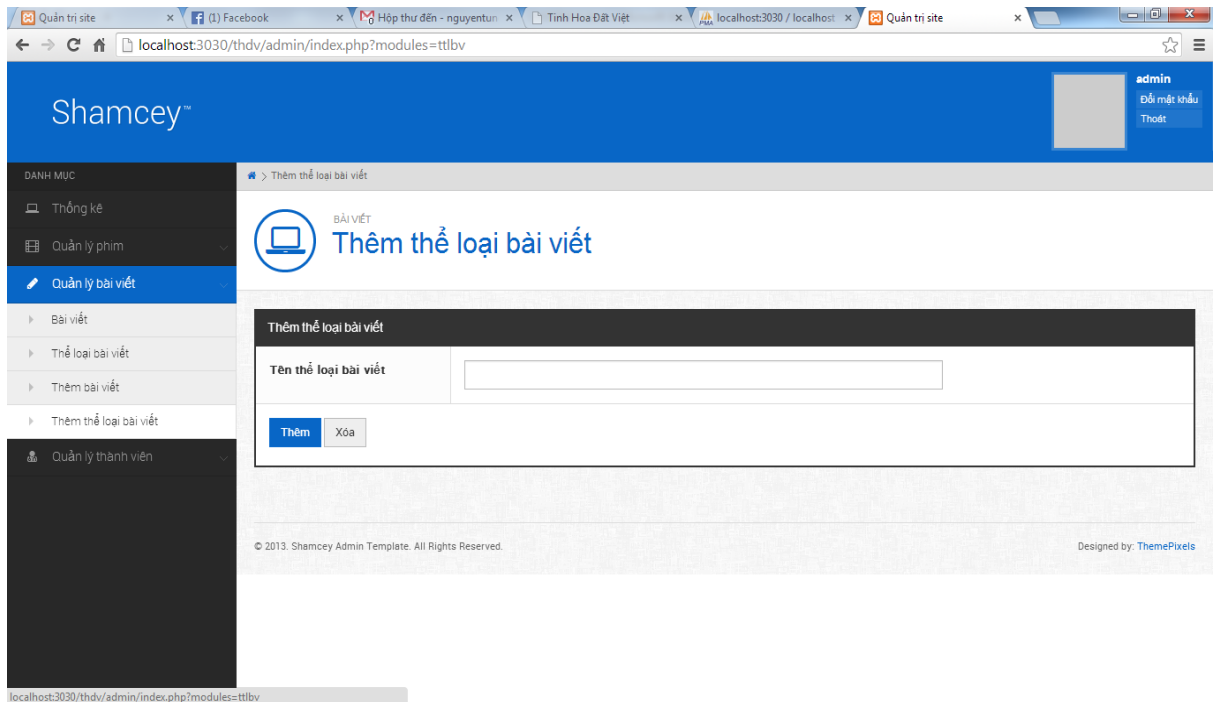 Quản trị site
(1) Facebook
Hộp thư đến - nguyentun
Tinh Hoa Đất Việt
localhost:3030 / localhost
Quản trị site
localhost:3030/thdv/admin/index.php?modules=ttlbv
Shamcey™
admin
Đổi mật khẩu
Thoát
DANH MỤC
Thống kê
Quản lý phim
Quản lý bài viết
Bài viết
Thể loại bài viết
Thêm bài viết
Thêm thể loại bài viết
Quản lý thành viên
> Thêm thể loại bài viết
BÀI VIẾT
Thêm thể loại bài viết
Thêm thể loại bài viết
Tên thể loại bài viết
Thêm
Xóa
© 2013. Shamcey Admin Template. All Rights Reserved.
Designed by: ThemePixels
localhost:3030/thdv/admin/index.php?modules=ttlbv